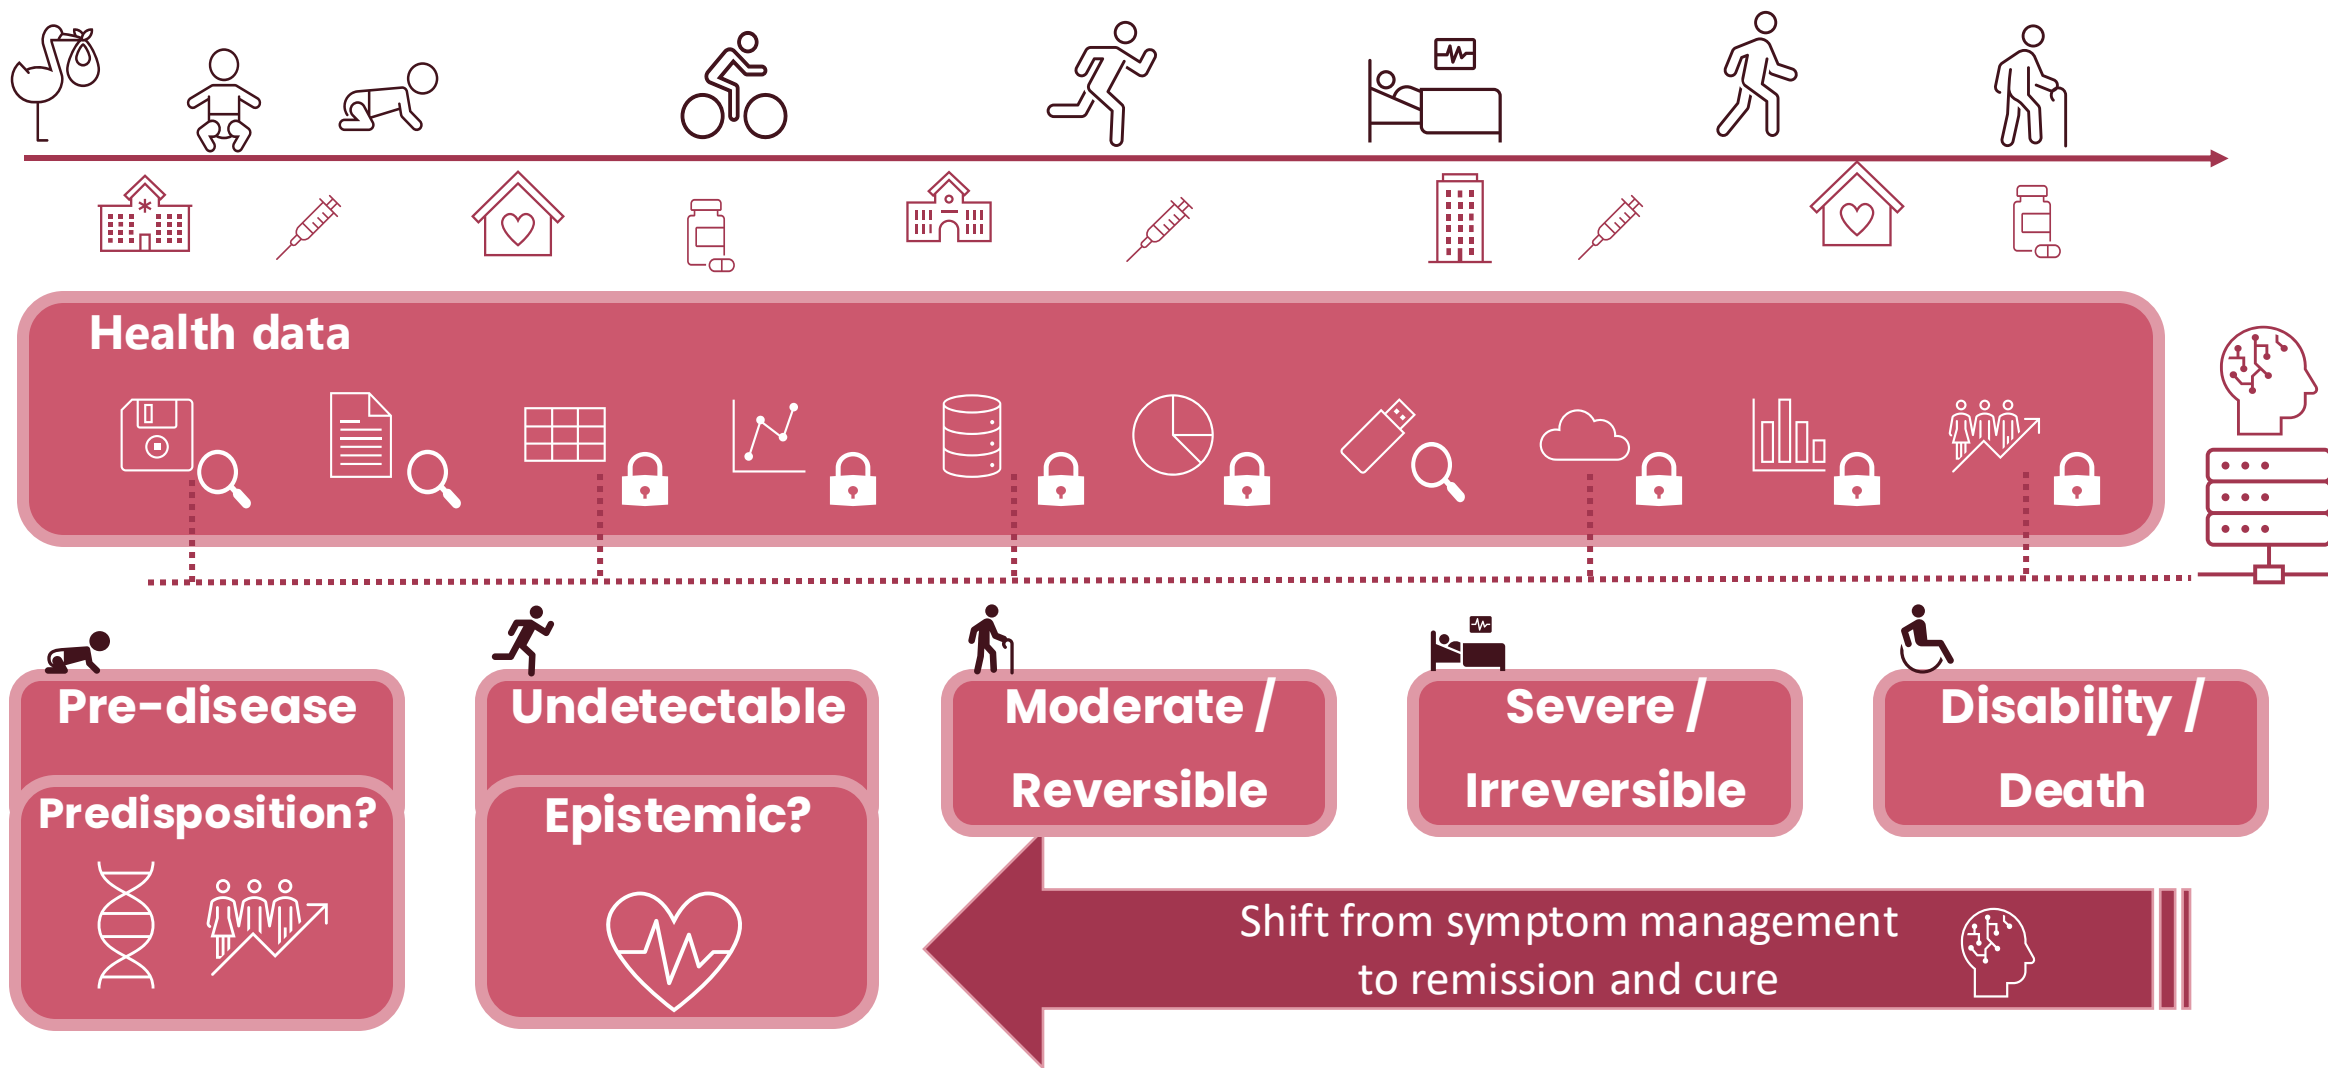 Health data
Pre-disease
Undetectable
Moderate /
Reversible
Severe /
Irreversible
Disability /
Death
Predisposition?
Epistemic?
Shift from symptom management
to remission and cure